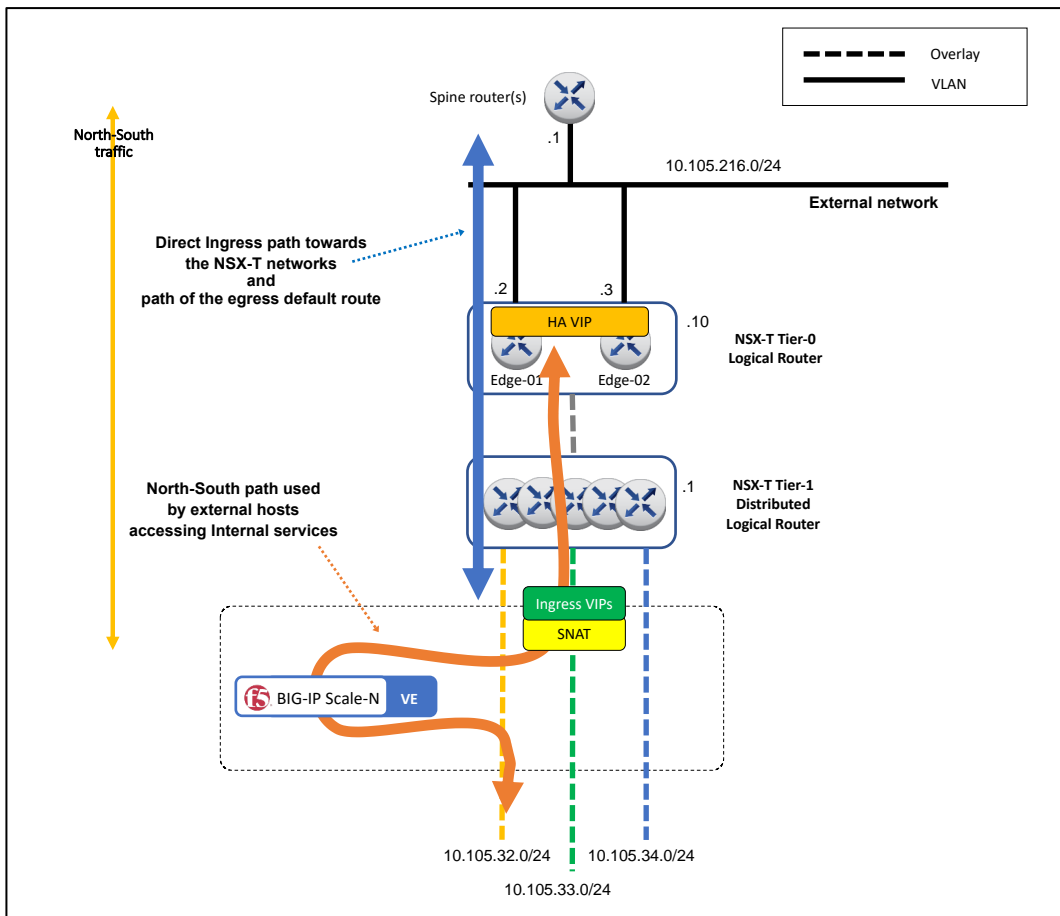 Overlay
VLAN
Spine router(s)
.1
North-South
traffic
10.105.216.0/24
External network
Direct Ingress path towards
the NSX-T networks
and
path of the egress default route
.2
.3
HA VIP
.10
NSX-T Tier-0
Logical Router
Edge-01
Edge-02
North-South path used
by external hosts
accessing Internal services
.1
NSX-T Tier-1
Distributed
Logical Router
Ingress VIPs
SNAT
f5
BIG-IP Scale-N
VE
10.105.32.0/24
10.105.34.0/24
10.105.33.0/24